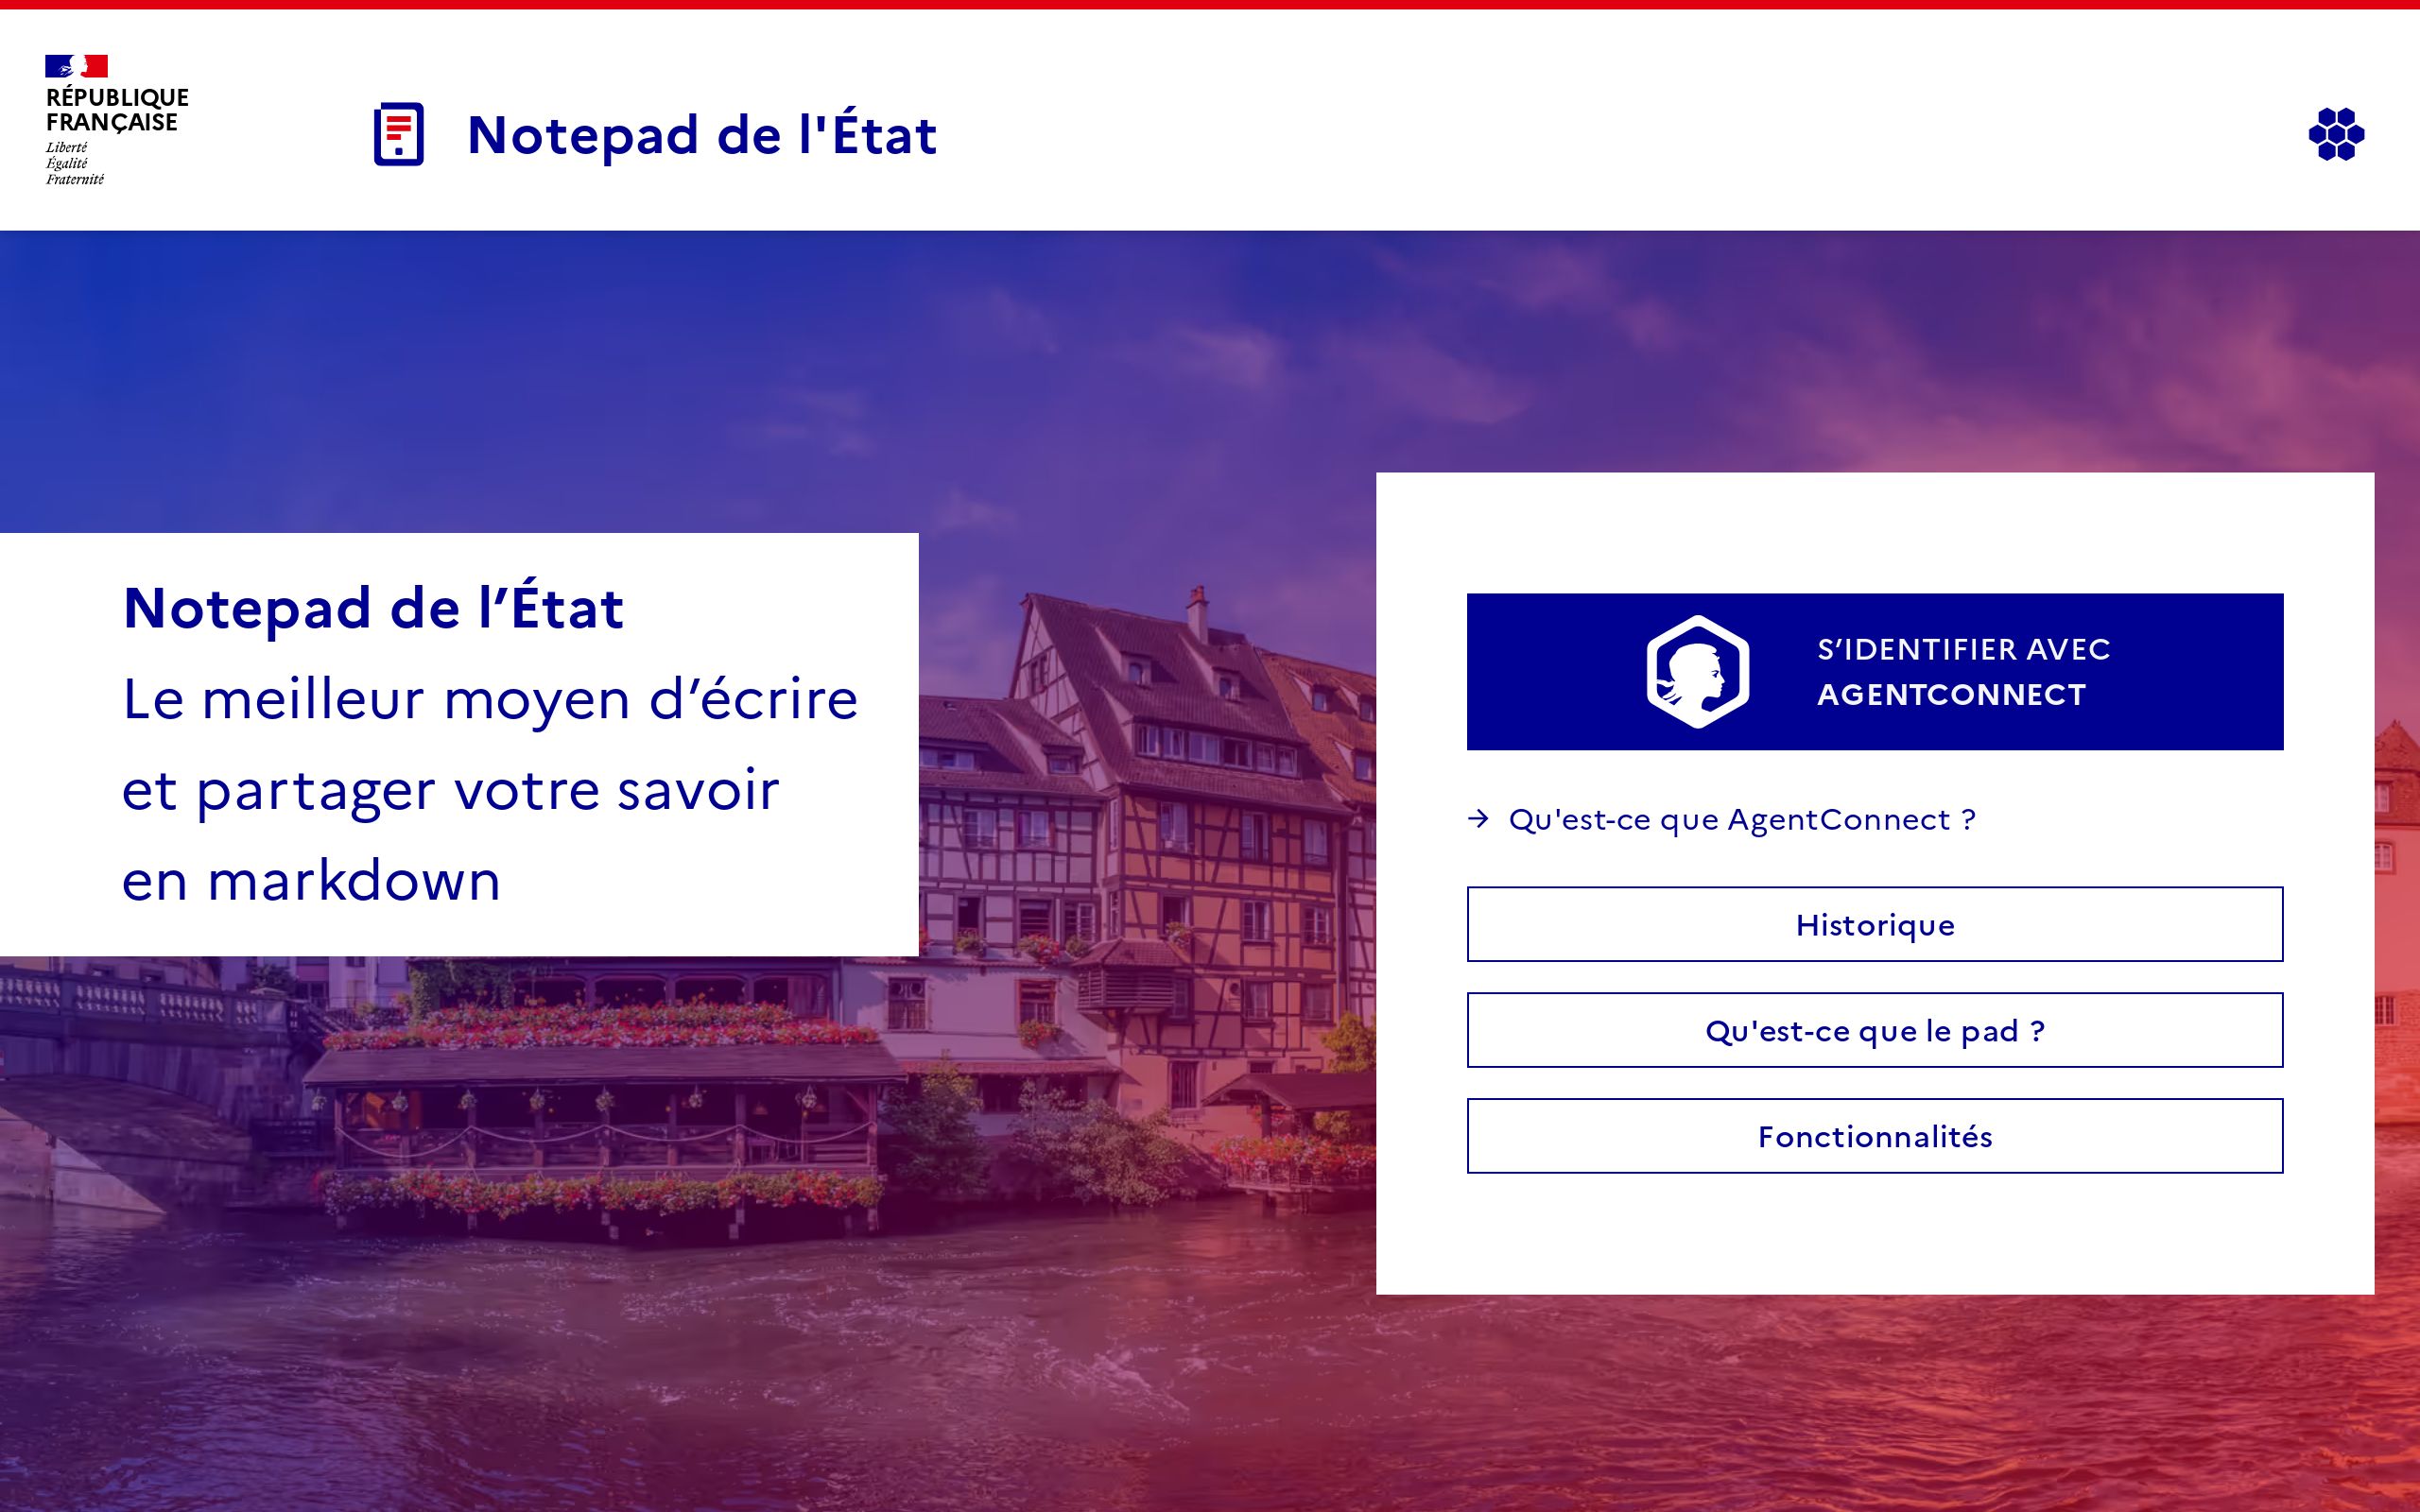 RÉPUBLIQUE
FRANÇAISE
Liberté
Égalité
Fraternité
Notepad de l'État
Notepad de l’État
Le meilleur moyen d’écrire
et partager votre savoir
en markdown
S’IDENTIFIER AVEC
AGENTCONNECT
→ Qu'est-ce que AgentConnect ?
Historique
Qu'est-ce que le pad ?
Fonctionnalités